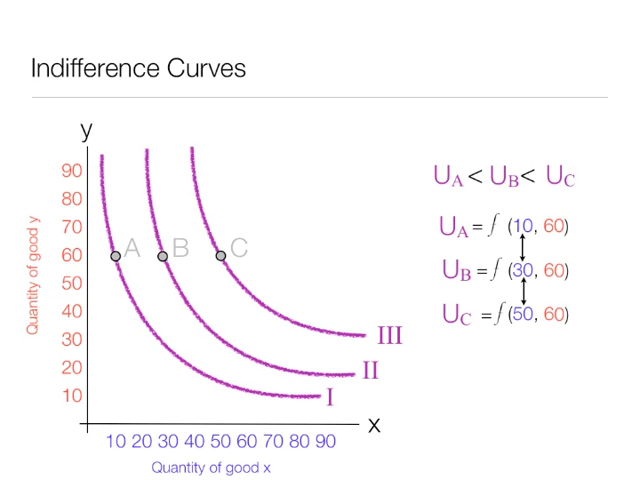 Indifference Curves
y
90
80
70
60
50
40
30
20
10
Quantity of good y
A
B
C
III
II
I
x
10 20 30 40 50 60 70 80 90
Quantity of good x
UA < UB < UC
UA = f (10, 60)
UB = f (30, 60)
UC = f (50, 60)